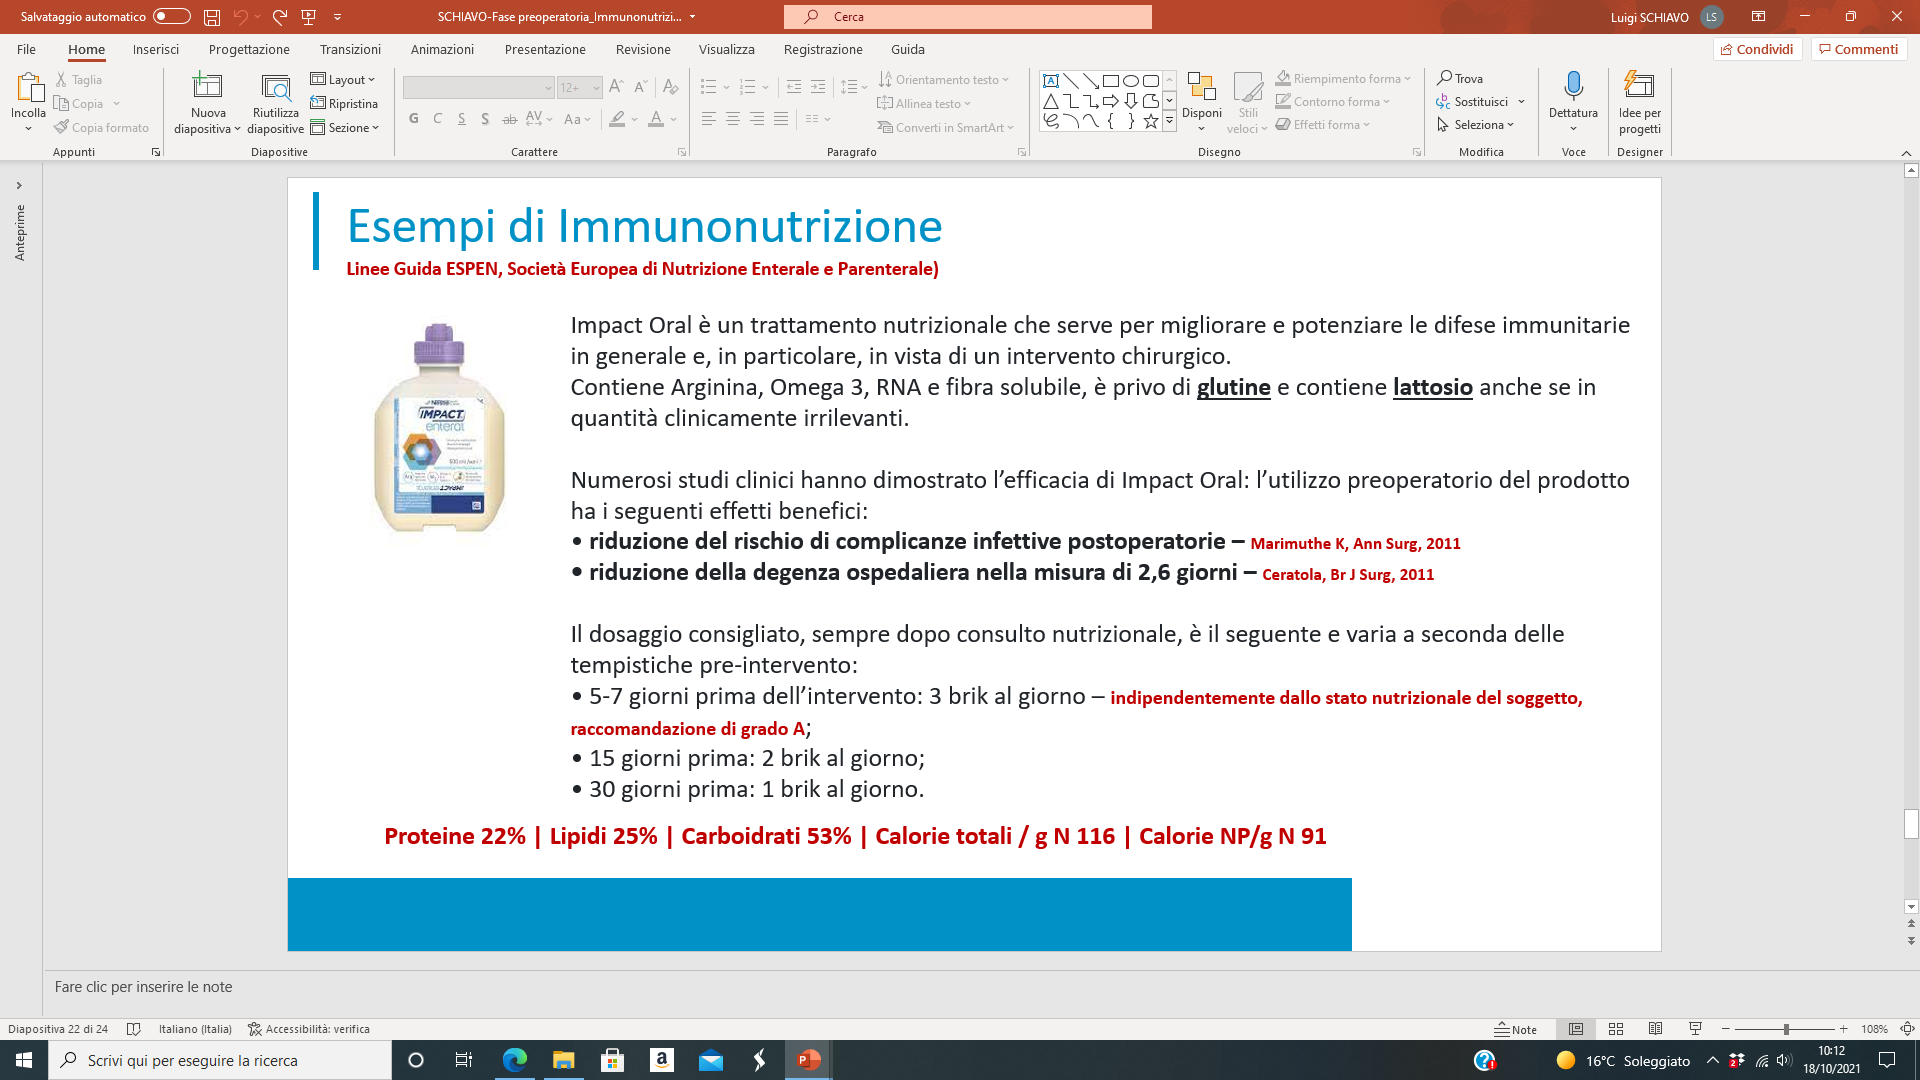 Salvataggio automatico
SCHIAVO-Fase preoperatoria_Immunonutrizi...
Cerca
Luigi SCHIAVO
LS
File Home Inserisci Progettazione Transizioni Animazioni Presentazione Revisione Visualizza Registrazione Guida
Condividi
Commenti
Incolla
Taglia
Copia
Copia formato
Appunti
Nuova diapositiva
Riutilizza diapositive
Layout
Ripristina
Sezione
Diapositive
12+
G C S S ab AV Aa A
Carattere
Orientamento testo
Allinea testo
Converti in SmartArt
Paragrafo
Disponi
Stili veloci
Riempimento forma
Contorno forma
Effetti forma
Disegno
Trova
Sostituisci
Seleziona
Modifica
Dettatura
Voce
Idee per progetti
Designer
Anteprime
Esempi di Immunonutrizione
Linee Guida ESPEN, Società Europea di Nutrizione Enterale e Parenterale)
Nestlé
IMPACT
enteral
500 ml
Impact Oral è un trattamento nutrizionale che serve per migliorare e potenziare le difese immunitarie
in generale e, in particolare, in vista di un intervento chirurgico.
Contiene Arginina, Omega 3, RNA e fibra solubile, è privo di glutine e contiene lattosio anche se in
quantità clinicamente irrilevanti.
Numerosi studi clinici hanno dimostrato l’efficacia di Impact Oral: l’utilizzo preoperatorio del prodotto
ha i seguenti effetti benefici:
• riduzione del rischio di complicanze infettive postoperatorie – Marimuthe K, Ann Surg, 2011
• riduzione della degenza ospedaliera nella misura di 2,6 giorni – Ceratola, Br J Surg, 2011
Il dosaggio consigliato, sempre dopo consulto nutrizionale, è il seguente e varia a seconda delle
tempistiche pre-intervento:
• 5-7 giorni prima dell’intervento: 3 brik al giorno – indipendentemente dallo stato nutrizionale del soggetto,
raccomandazione di grado A;
• 15 giorni prima: 2 brik al giorno;
• 30 giorni prima: 1 brik al giorno.
Proteine 22% | Lipidi 25% | Carboidrati 53% | Calorie totali / g N 116 | Calorie NP/g N 91
Fare clic per inserire le note
Diapositiva 22 di 24
Italiano (Italia)
Accessibilità: verifica
Note
108%
Scrivi qui per eseguire la ricerca
16°C Soleggiato
10:12
18/10/2021